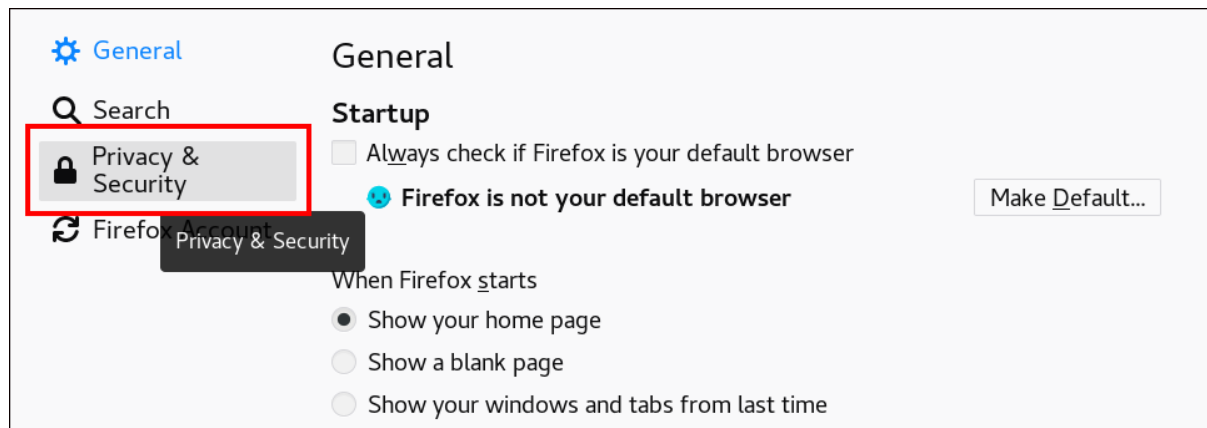 General
Search
Privacy &
Security
Firefox Account
Privacy & Security
General
Startup
Always check if Firefox is your default browser
Firefox is not your default browser
Make Default...
When Firefox starts
Show your home page
Show a blank page
Show your windows and tabs from last time